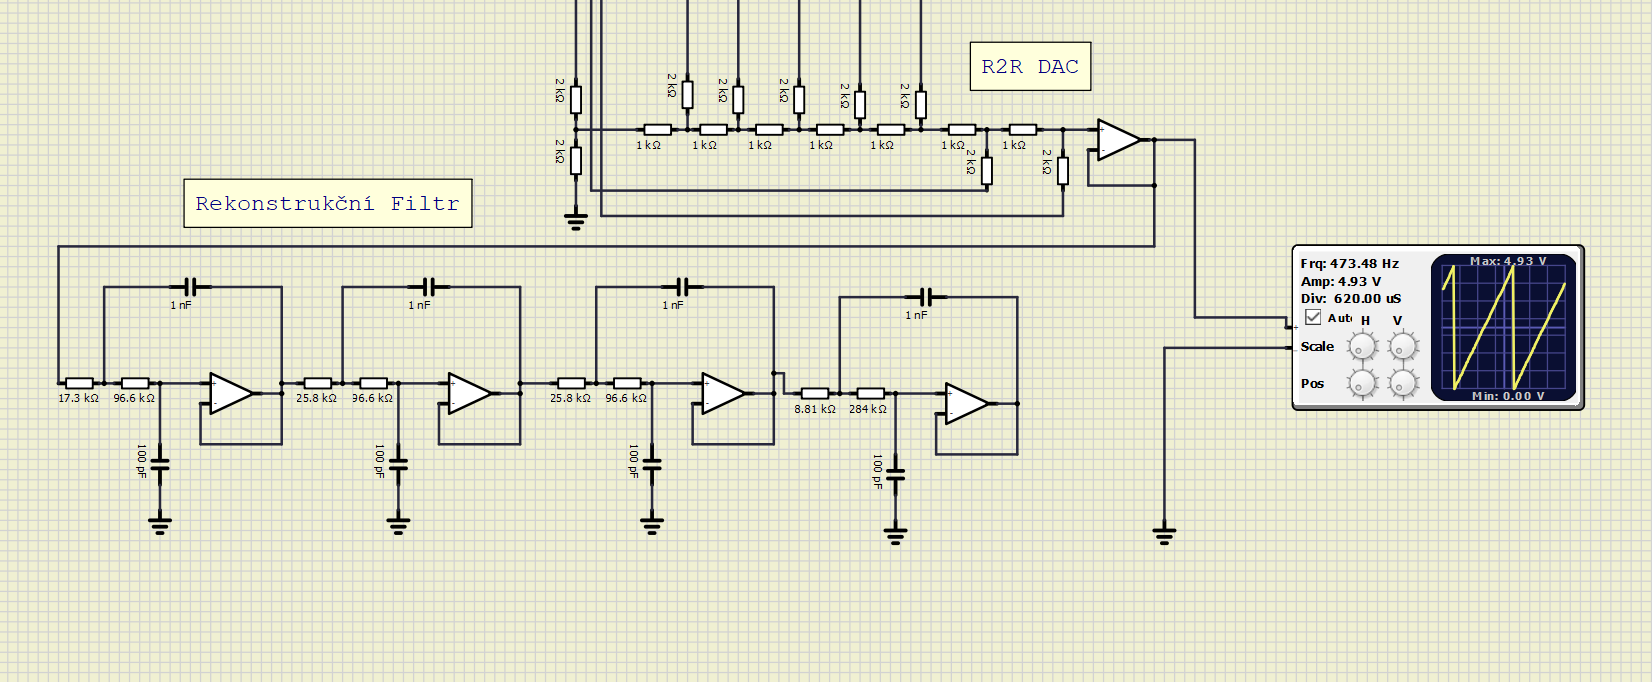 R2R DAC
2 kΩ
2 kΩ
2 kΩ
2 kΩ
2 kΩ
2 kΩ
1 kΩ
1 kΩ
1 kΩ
1 kΩ
1 kΩ
1 kΩ
1 kΩ
2 kΩ
2 kΩ
2 kΩ
+
-
Rekonstrukční Filtr
Frq: 473.48 Hz
Amp: 4.93 V
Div: 620.00 uS
Auto H V
Scale
Pos
Max: 4.93 V
Min: 0.00 V
+
-
1 nF
1 nF
1 nF
1 nF
17.3 kΩ
96.6 kΩ
+
-
25.8 kΩ
96.6 kΩ
+
-
25.8 kΩ
96.6 kΩ
+
-
8.81 kΩ
284 kΩ
+
-
100 pF
100 pF
100 pF
100 pF